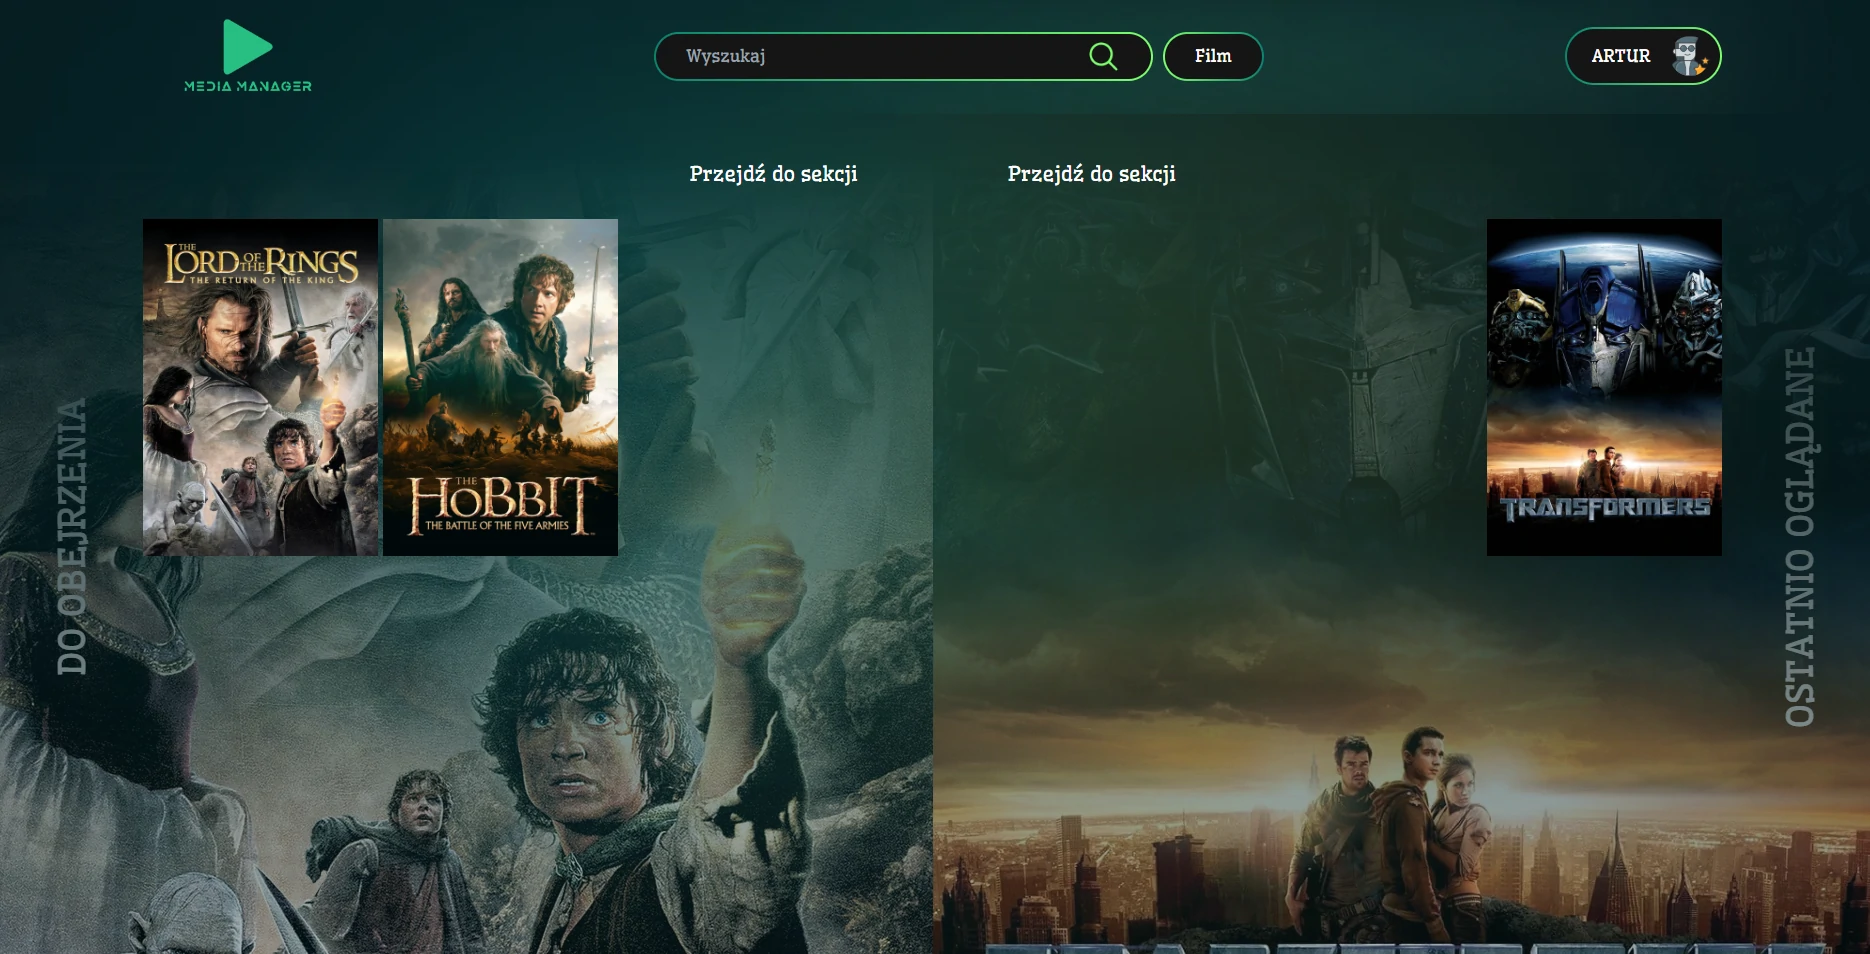 MEDIA MANAGER
Wyszukaj
Film
ARTUR
Przejdź do sekcji
Przejdź do sekcji
DO OBEJRZENIA
THE
LORD OF THE RINGS
THE RETURN OF THE KING
THE
HOBBIT
THE BATTLE OF THE FIVE ARMIES
TRANSFORMERS
OSTATNIO OGLĄDANE